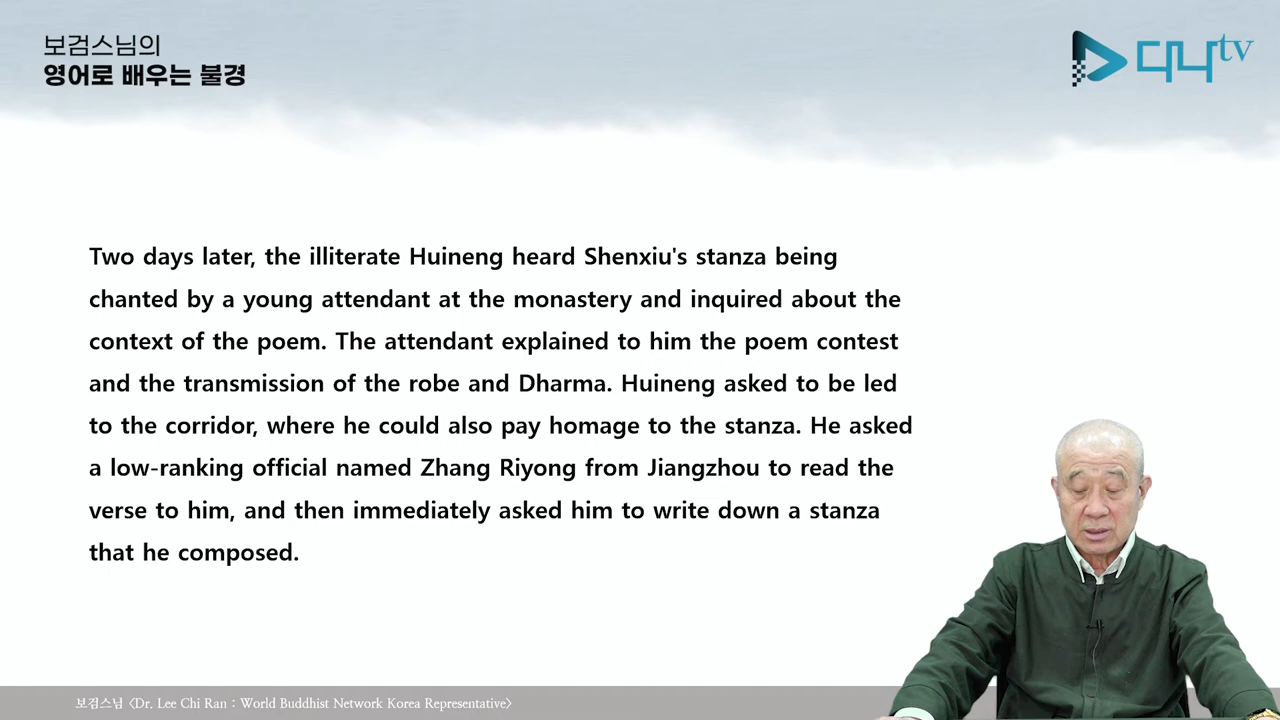 보검스님의
영어로 배우는 불경
다나tv
Two days later, the illiterate Huineng heard Shenxiu's stanza being
chanted by a young attendant at the monastery and inquired about the
context of the poem. The attendant explained to him the poem contest
and the transmission of the robe and Dharma. Huineng asked to be led
to the corridor, where he could also pay homage to the stanza. He asked
a low-ranking official named Zhang Riyong from Jiangzhou to read the
verse to him, and then immediately asked him to write down a stanza
that he composed.
보검스님 <Dr. Lee Chi Ran : World Buddhist Network Korea Representative>